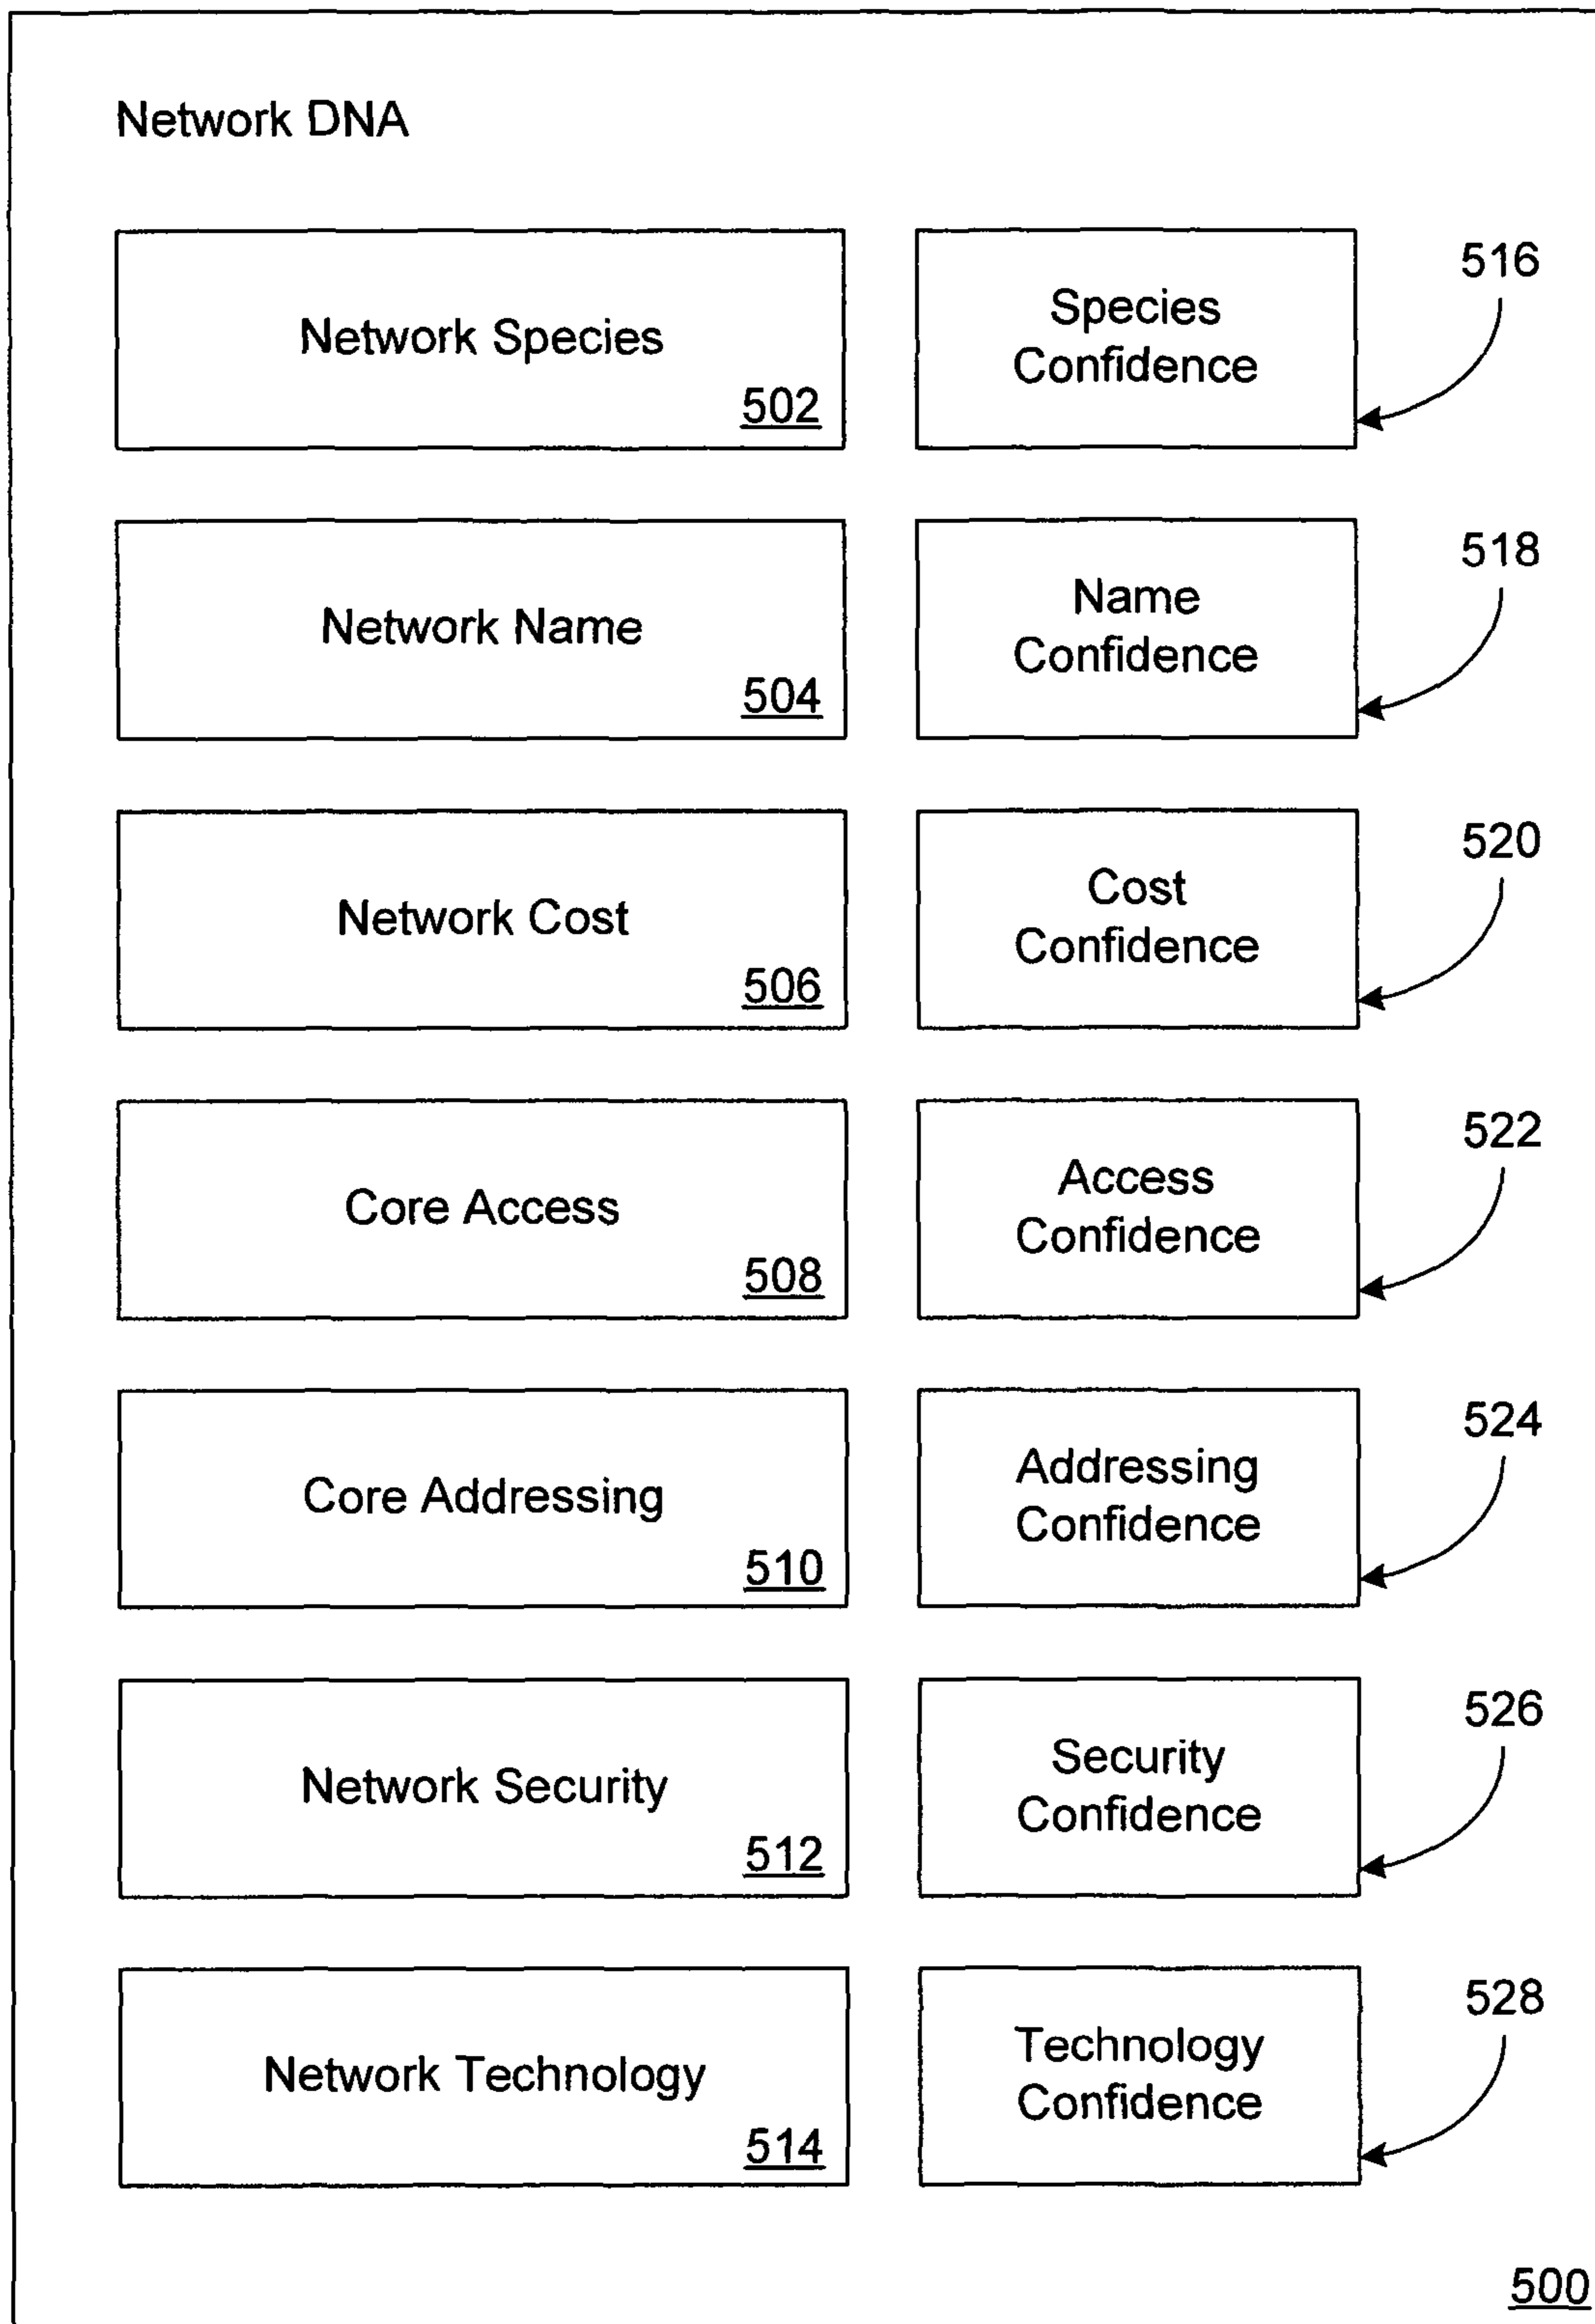 Network DNA
Network Species
502
Species
Confidence
516
Network Name
504
Name
Confidence
518
Network Cost
506
Cost
Confidence
520
Core Access
508
Access
Confidence
522
Core Addressing
510
Addressing
Confidence
524
Network Security
512
Security
Confidence
526
Network Technology
514
Technology
Confidence
528
500